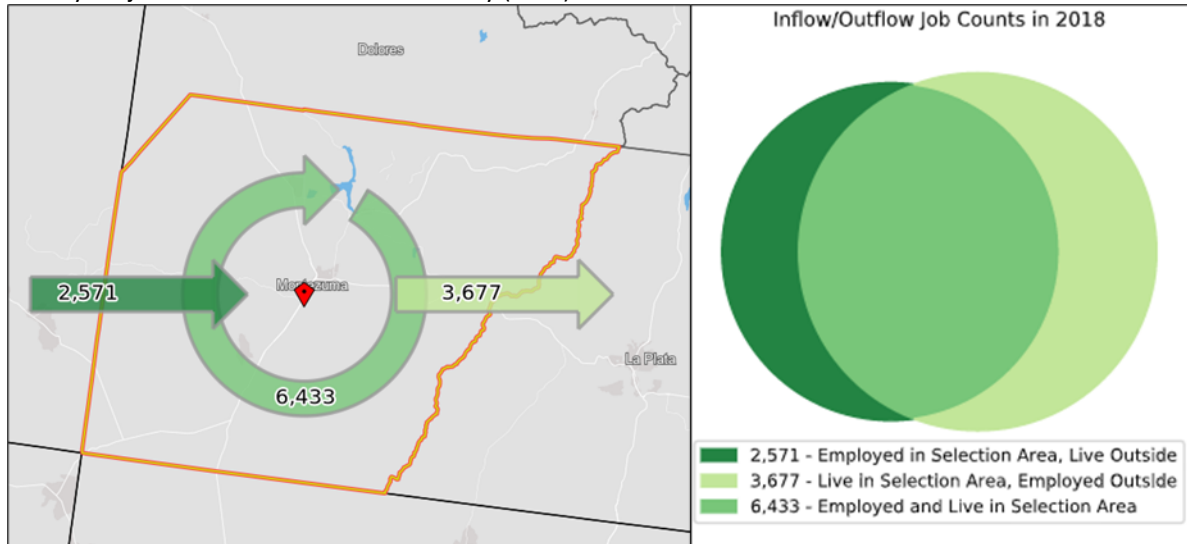 Inflow/Outflow Job Counts in 2018
Dolores
2,571
Montezuma
3,677
La Plata
6,433
2,571 - Employed in Selection Area, Live Outside
3,677 - Live in Selection Area, Employed Outside
6,433 - Employed and Live in Selection Area